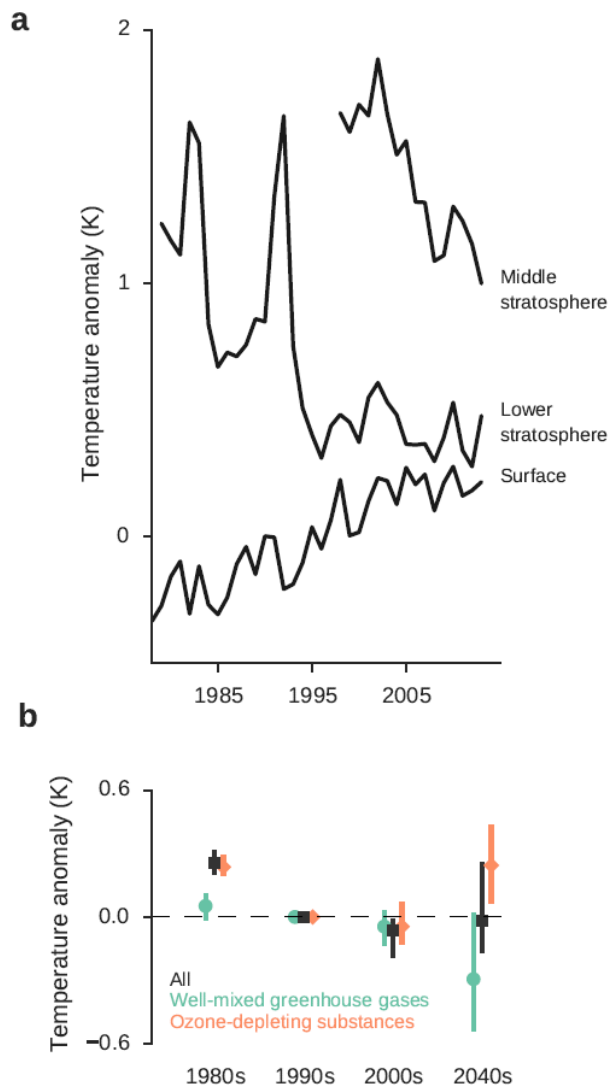 a
2
1
0
Temperature anomaly (K)
Middle
stratosphere
Lower
stratosphere
Surface
1985 1995 2005
b
0.6
0.0
−0.6
Temperature anomaly (K)
All
Well-mixed greenhouse gases
Ozone-depleting substances
1980s 1990s 2000s 2040s